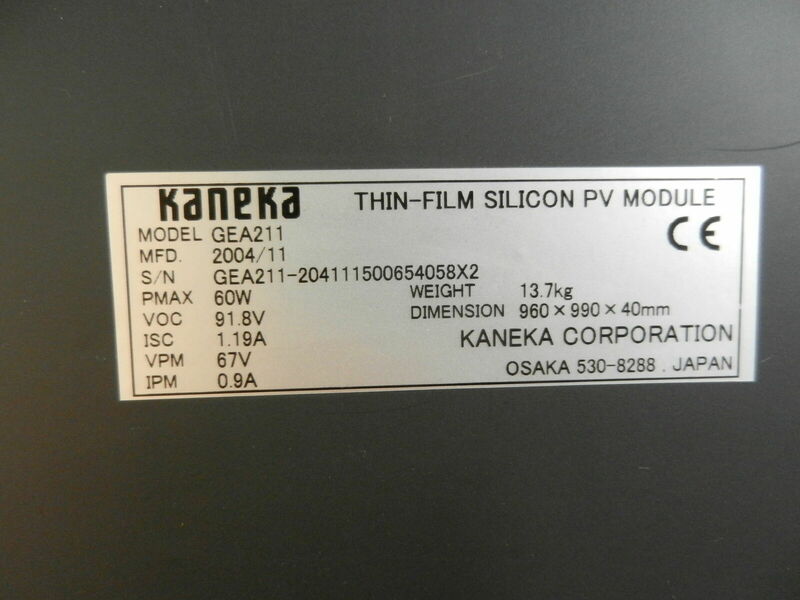 Kaneka THIN-FILM SILICON PV MODULE
MODEL GEA211
CE
MFD. 2004/11
S/N GEA211-204111500654058X2
PMAX 60W WEIGHT 13.7kg
VOC 91.8V DIMENSION 960×990×40mm
ISC 1.19A KANEKA CORPORATION
VPM 67V OSAKA 530-8288 . JAPAN
IPM 0.9A